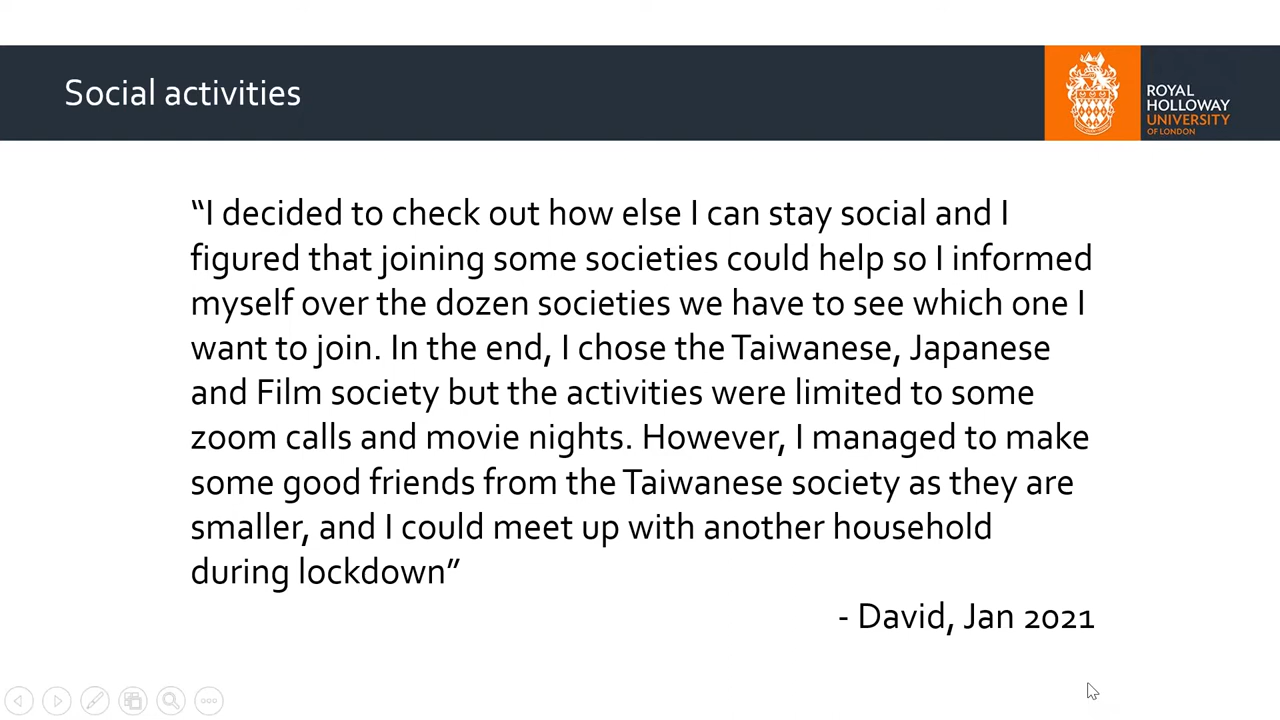 Social activities
ROYAL
HOLLOWAY
UNIVERSITY
OF LONDON
“I decided to check out how else I can stay social and I
figured that joining some societies could help so I informed
myself over the dozen societies we have to see which one I
want to join. In the end, I chose the Taiwanese, Japanese
and Film society but the activities were limited to some
zoom calls and movie nights. However, I managed to make
some good friends from the Taiwanese society as they are
smaller, and I could meet up with another household
during lockdown”
- David, Jan 2021